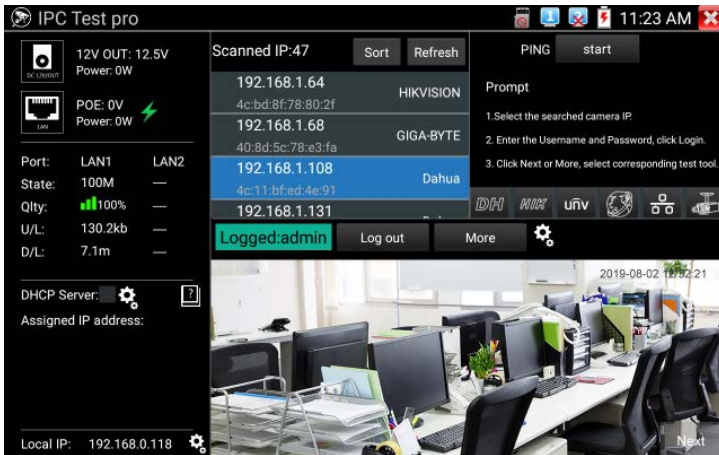 IPC Test pro
11:23 AM
12V OUT: 12.5V
Power: 0W
DC 12V/OUT
POE: 0V
Power: 0W
LAN
Port: LAN1 LAN2
State: 100M —
Qlty: 100% —
U/L: 130.2kb —
D/L: 7.1m —
DHCP Server: ?
Assigned IP address:
Local IP: 192.168.0.118
Scanned IP:47 Sort Refresh
192.168.1.64
HIKVISION
4c:bd:8f:78:80:2f
192.168.1.68
GIGA-BYTE
40:8d:5c:78:e3:fa
192.168.1.108
Dahua
4c:11:bf:ed:4e:91
192.168.1.131
PING start
Prompt
1.Select the searched camera IP.
2. Enter the Username and Password, click Login.
3. Click Next or More, select corresponding test tool.
DH HIK unv
Logged:admin Log out More
2019-08-02
Next